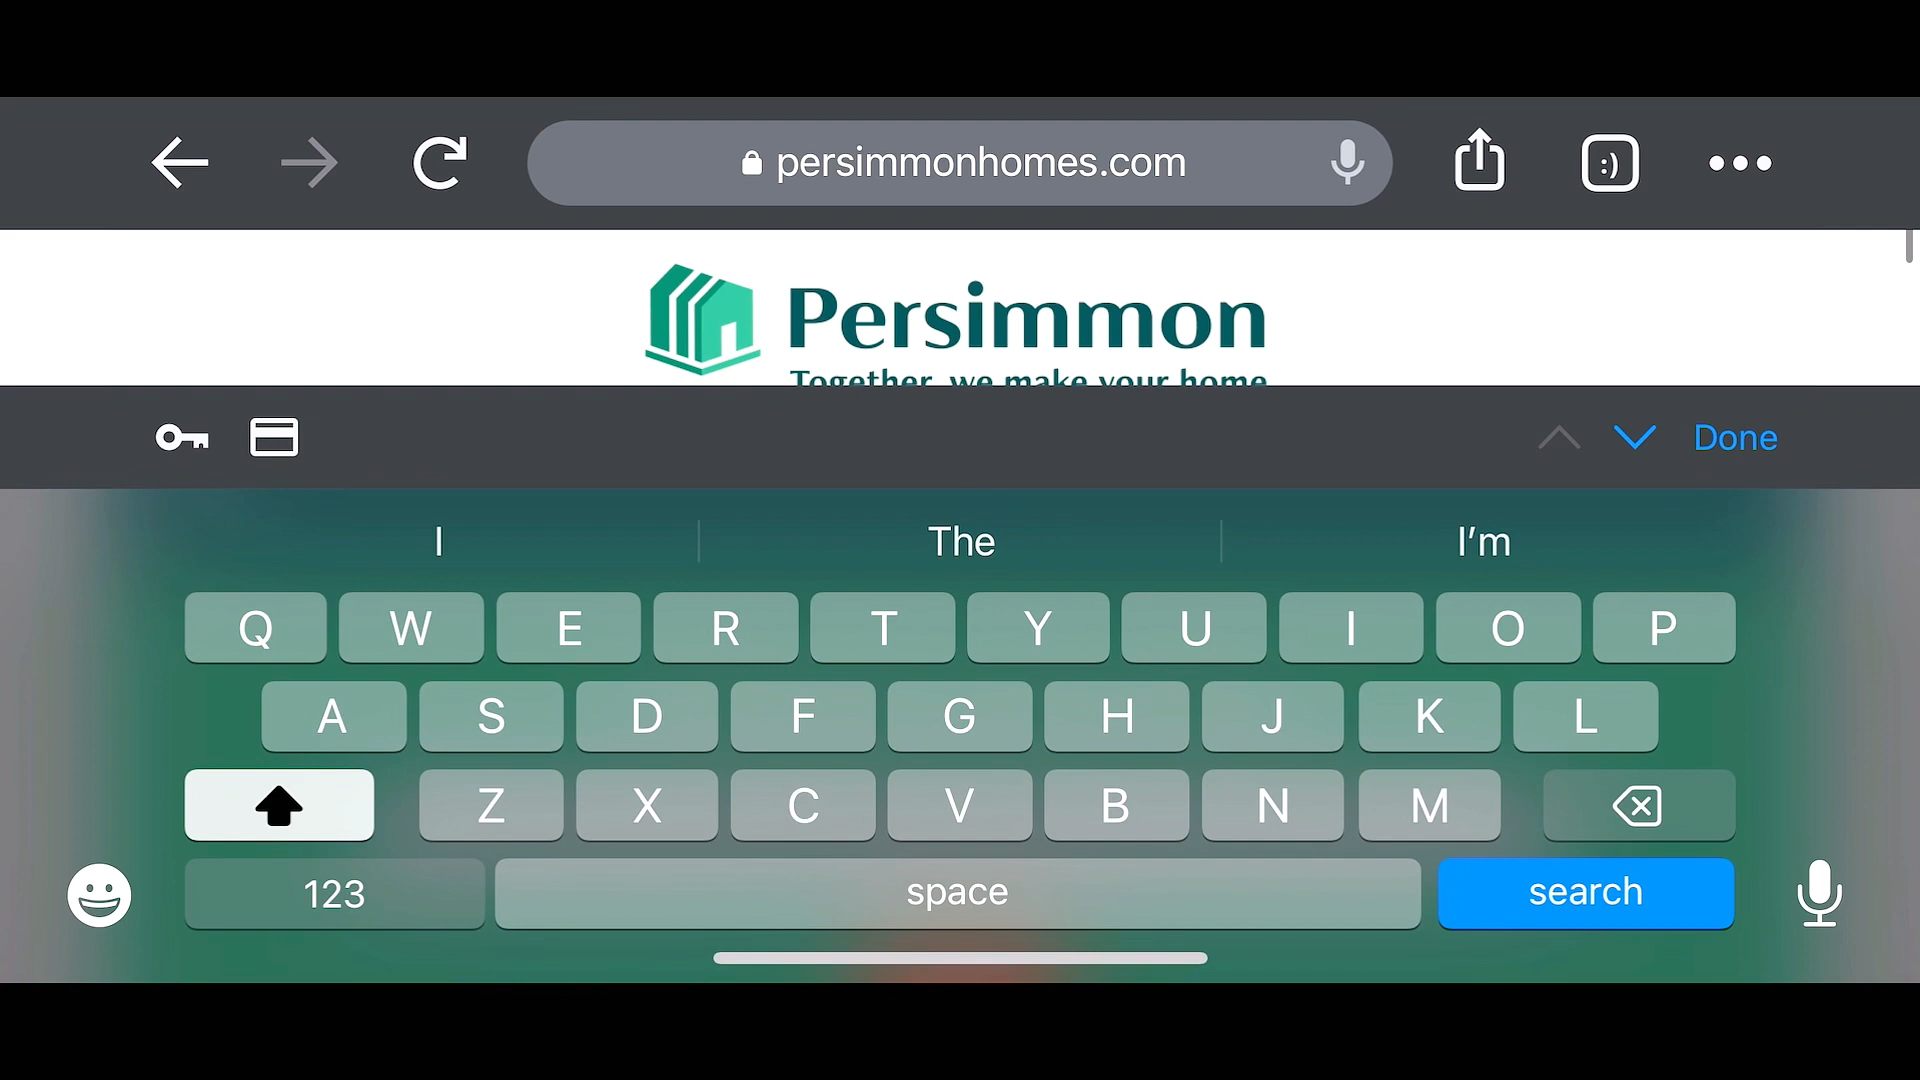 persimmonhomes.com
:)
Persimmon
Together, we make your home
Done
I The I'm
Q W E R T Y U I O P
A S D F G H J K L
Z X C V B N M
123 space search